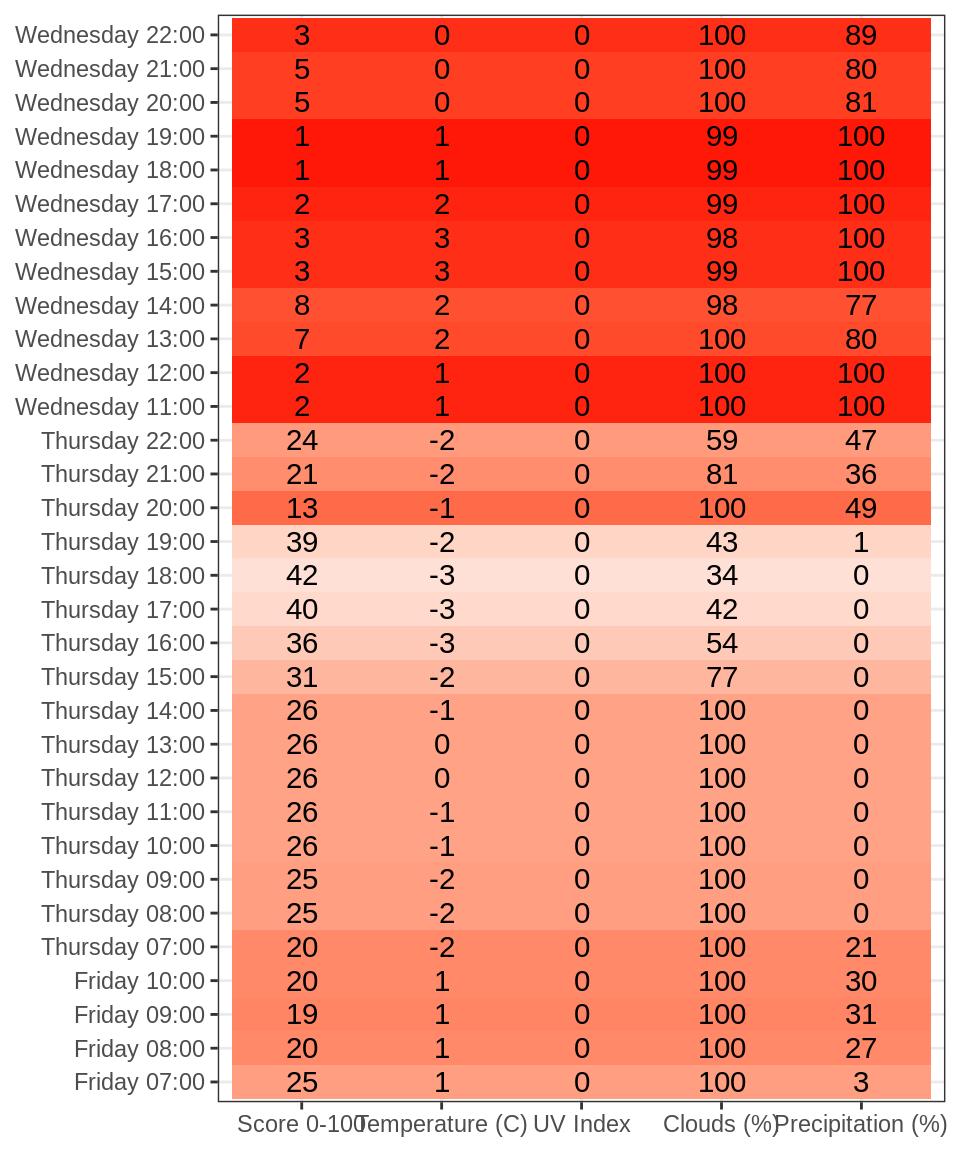 Wednesday 22:00 3 0 0 100 89
Wednesday 21:00 5 0 0 100 80
Wednesday 20:00 5 0 0 100 81
Wednesday 19:00 1 1 0 99 100
Wednesday 18:00 1 1 0 99 100
Wednesday 17:00 2 2 0 99 100
Wednesday 16:00 3 3 0 98 100
Wednesday 15:00 3 3 0 99 100
Wednesday 14:00 8 2 0 98 77
Wednesday 13:00 7 2 0 100 80
Wednesday 12:00 2 1 0 100 100
Wednesday 11:00 2 1 0 100 100
Thursday 22:00 24 -2 0 59 47
Thursday 21:00 21 -2 0 81 36
Thursday 20:00 13 -1 0 100 49
Thursday 19:00 39 -2 0 43 1
Thursday 18:00 42 -3 0 34 0
Thursday 17:00 40 -3 0 42 0
Thursday 16:00 36 -3 0 54 0
Thursday 15:00 31 -2 0 77 0
Thursday 14:00 26 -1 0 100 0
Thursday 13:00 26 0 0 100 0
Thursday 12:00 26 0 0 100 0
Thursday 11:00 26 -1 0 100 0
Thursday 10:00 26 -1 0 100 0
Thursday 09:00 25 -2 0 100 0
Thursday 08:00 25 -2 0 100 0
Thursday 07:00 20 -2 0 100 21
Friday 10:00 20 1 0 100 30
Friday 09:00 19 1 0 100 31
Friday 08:00 20 1 0 100 27
Friday 07:00 25 1 0 100 3
Score 0-100 Temperature (C) UV Index Clouds (%) Precipitation (%)